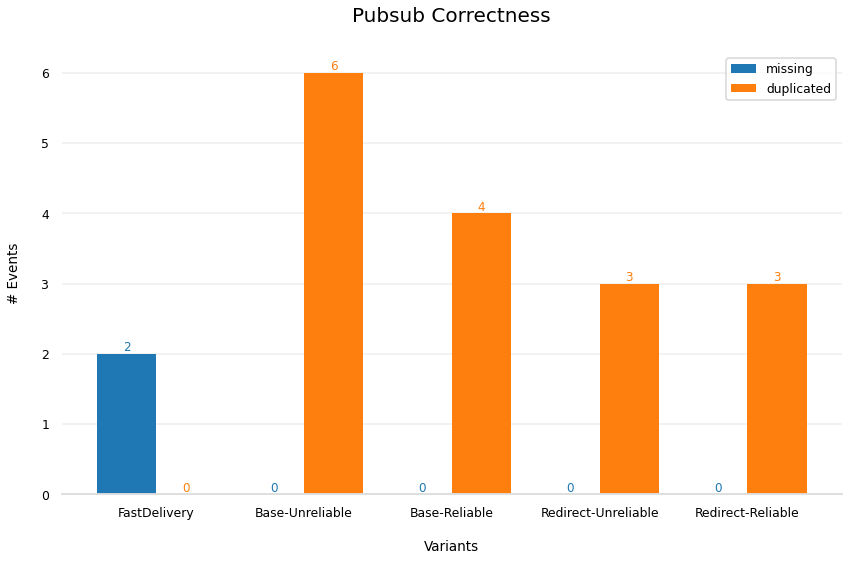 Pubsub Correctness
missing
duplicated
# Events
6
5
4
3
2
1
0
2
0
0
6
0
4
0
3
0
3
FastDelivery
Base-Unreliable
Base-Reliable
Redirect-Unreliable
Redirect-Reliable
Variants